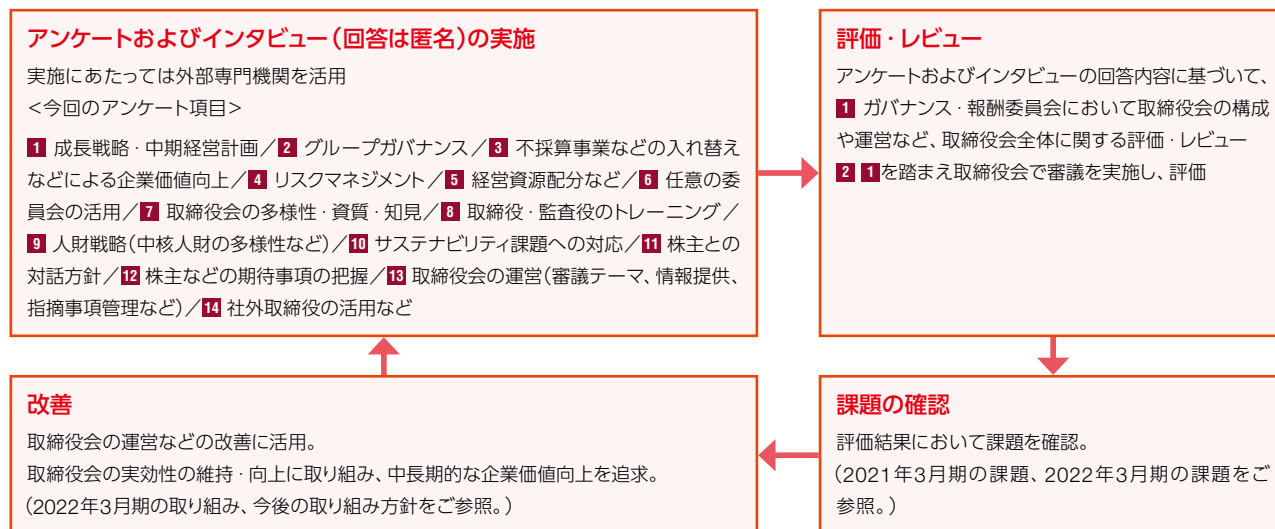 アンケートおよびインタビュー（回答は匿名）の実施
実施にあたっては外部専門機関を活用
＜今回のアンケート項目＞
1 成長戦略・中期経営計画／2 グループガバナンス／3 不採算事業などの入れ替え
などによる企業価値向上／4 リスクマネジメント／5 経営資源配分など／6 任意の委
員会の活用／7 取締役会の多様性・資質・知見／8 取締役・監査役のトレーニング／
9 人財戦略（中核人財の多様性など）／10 サステナビリティ課題への対応／11 株主との
対話方針／12 株主などの期待事項の把握／13 取締役会の運営（審議テーマ、情報提供、
指摘事項管理など）／14 社外取締役の活用など
評価・レビュー
アンケートおよびインタビューの回答内容に基づいて、
1 ガバナンス・報酬委員会において取締役会の構成
や運営など、取締役会全体に関する評価・レビュー
2 1を踏まえ取締役会で審議を実施し、評価
課題の確認
評価結果において課題を確認。
（2021年3月期の課題、2022年3月期の課題をご
参照。）
改善
取締役会の運営などの改善に活用。
取締役会の実効性の維持・向上に取り組み、中長期的な企業価値向上を追求。
（2022年3月期の取り組み、今後の取り組み方針をご参照。）